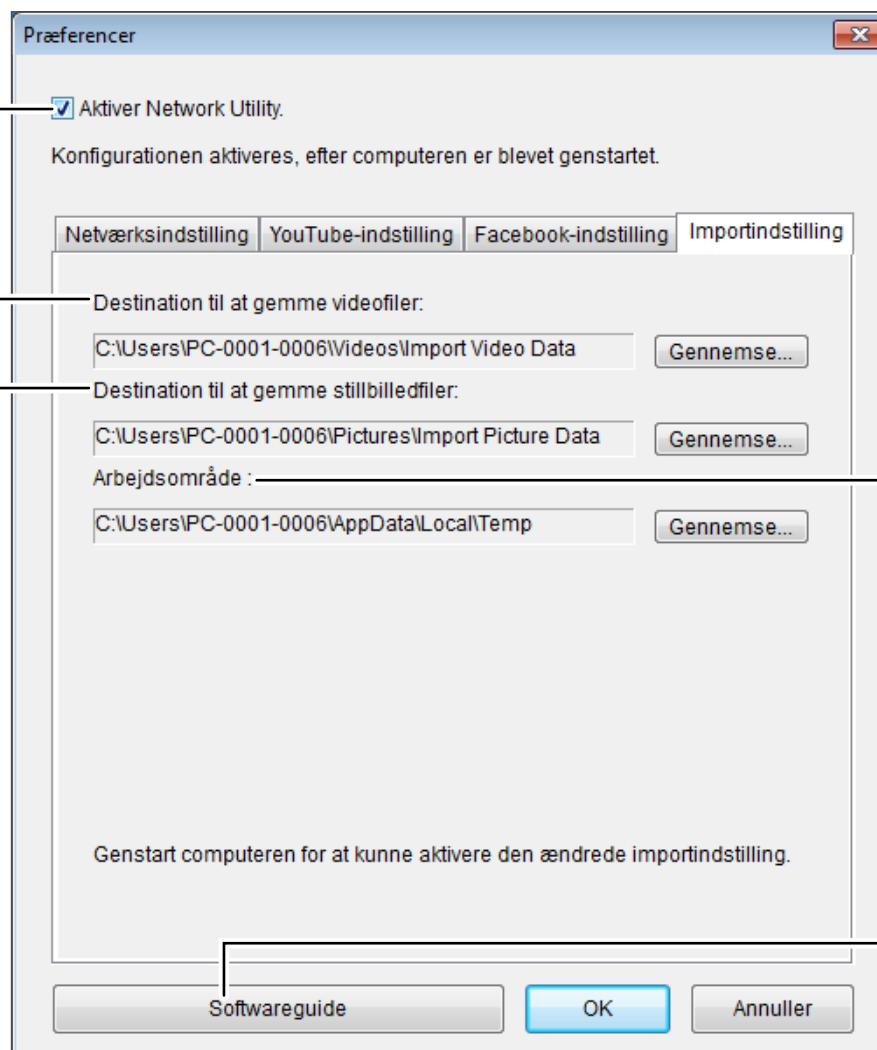 Præferencer
Aktiver Network Utility.
Konfigurationen aktiveres, efter computeren er blevet genstartet.
Netværksindstilling YouTube-indstilling Facebook-indstilling Importindstilling
Destination til at gemme videofiler:
C:\Users\PC-0001-0006\Videos\Import Video Data Gennemse...
Destination til at gemme stillbilledfiler:
C:\Users\PC-0001-0006\Pictures\Import Picture Data Gennemse...
Arbejdsområde :
C:\Users\PC-0001-0006\AppData\Local\Temp Gennemse...
Genstart computeren for at kunne aktivere den ændrede importindstilling.
Softwareguide OK Annuller